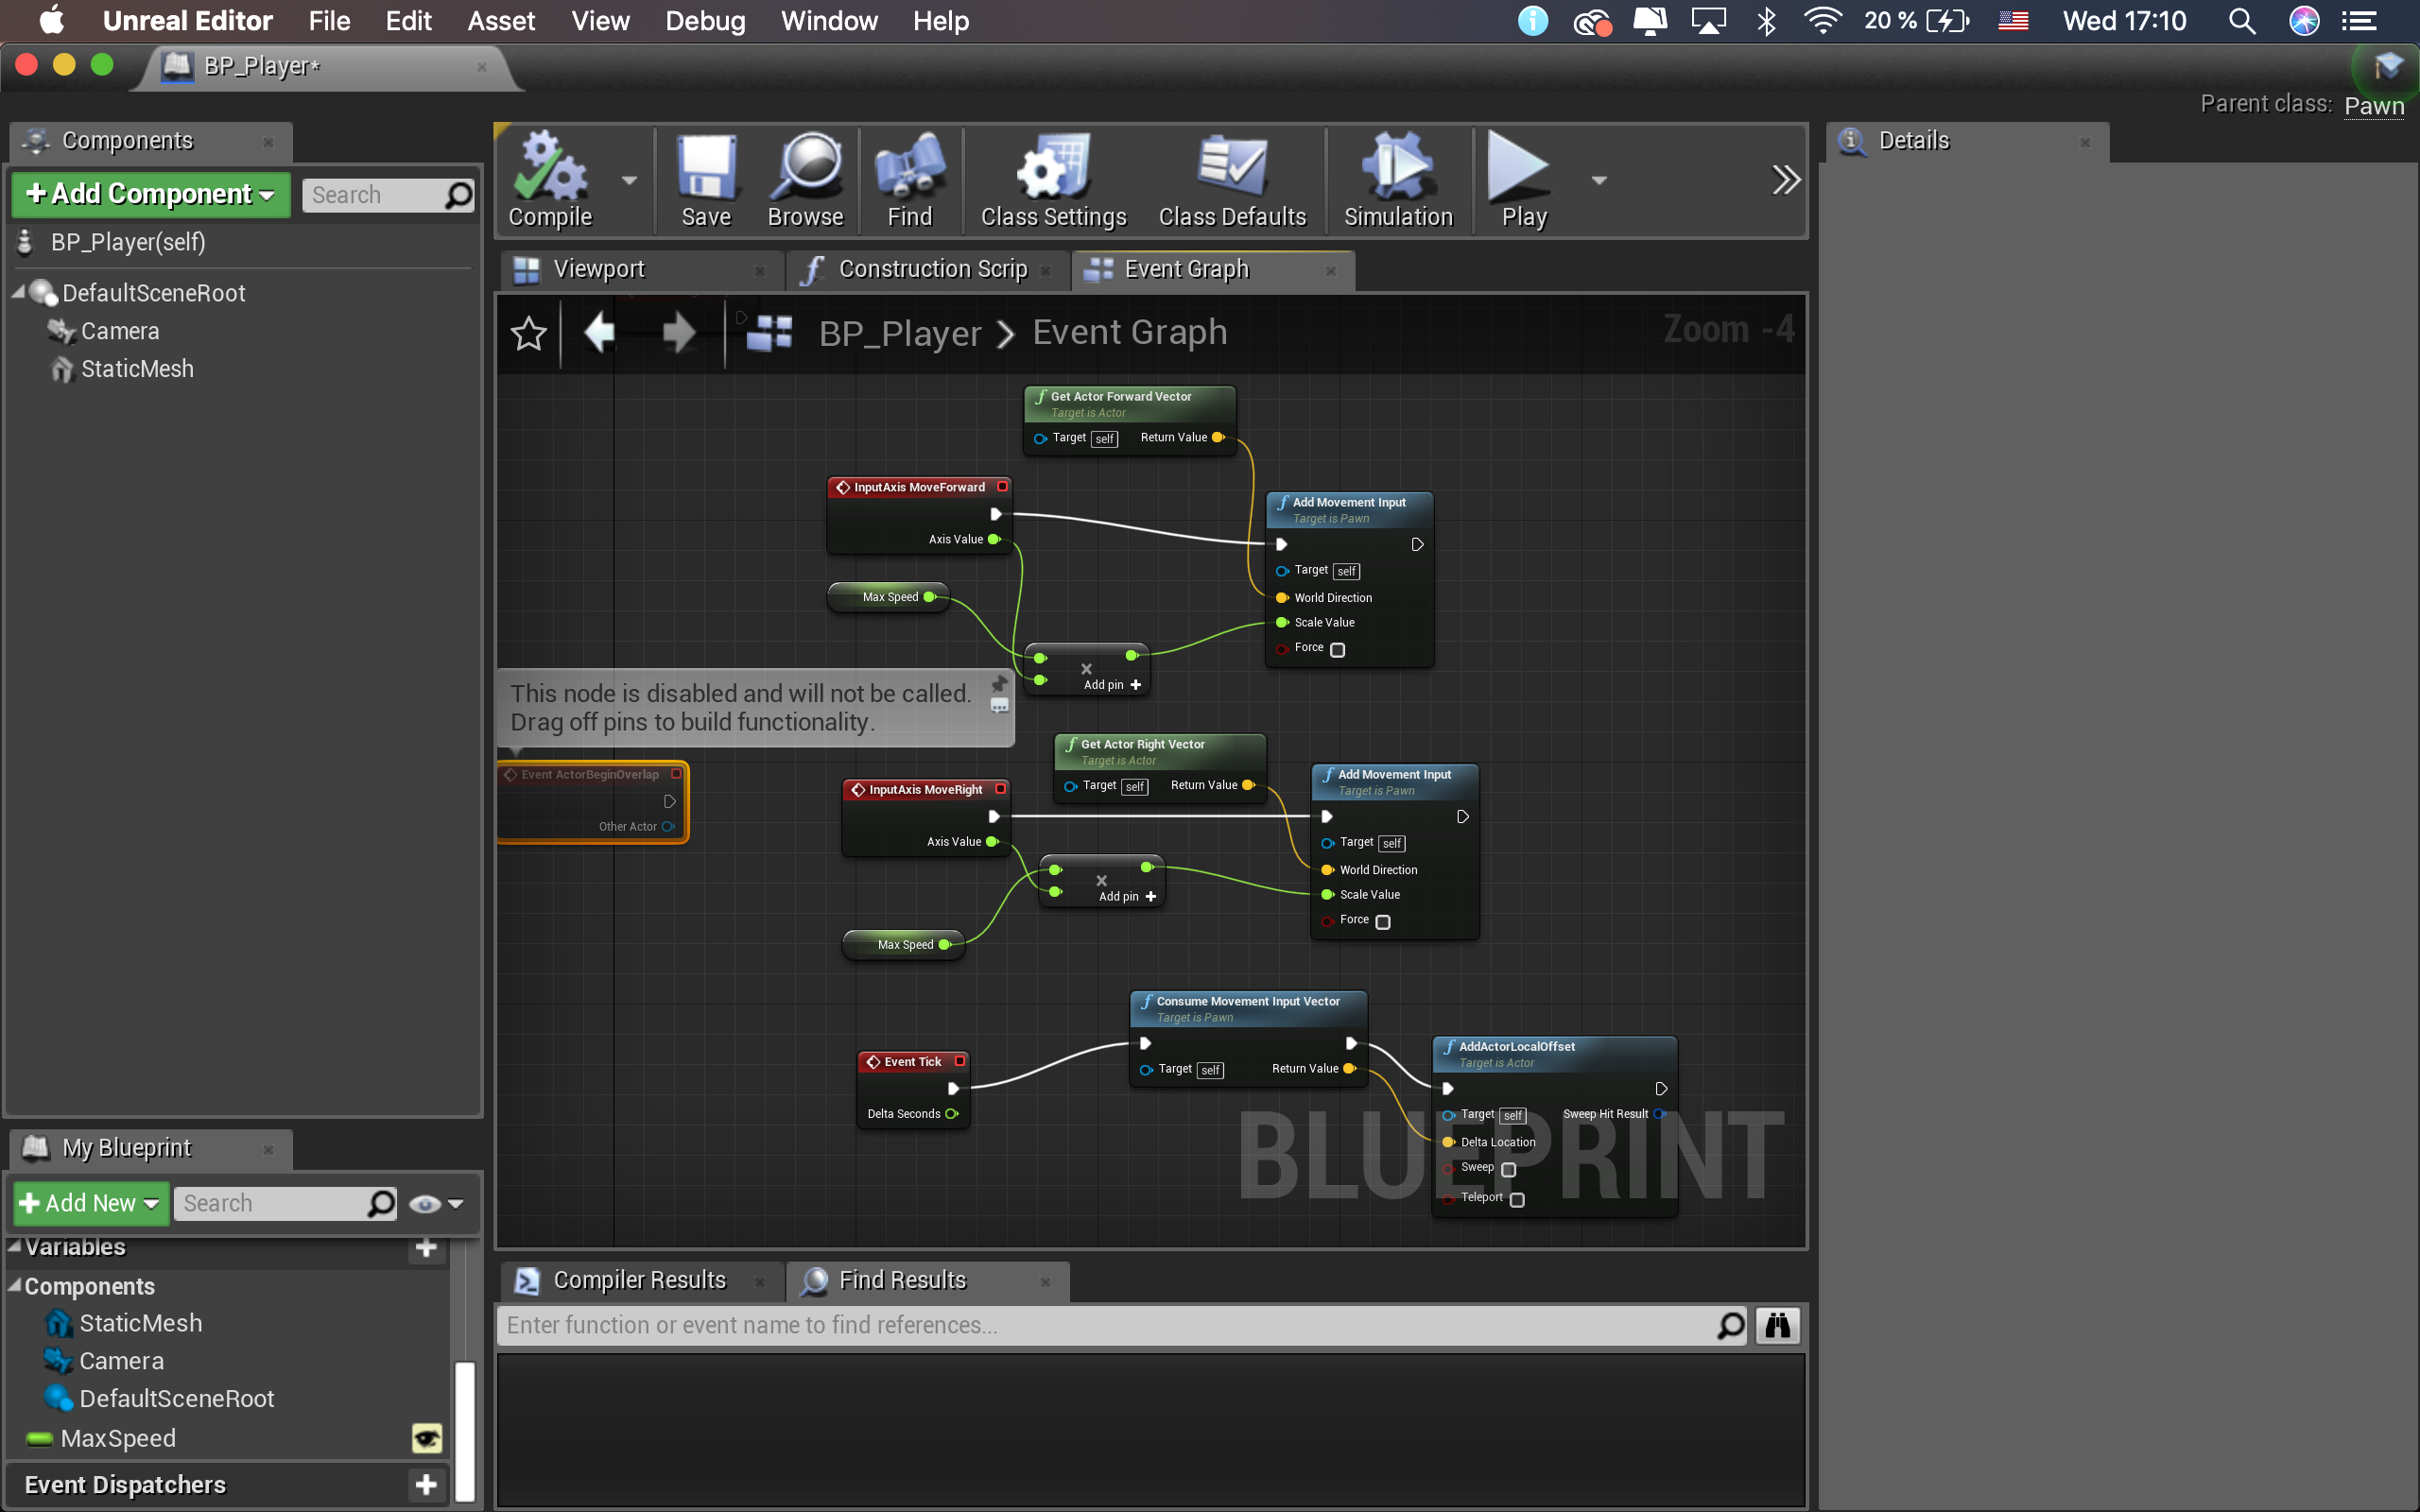 Unreal Editor File Edit Asset View Debug Window Help 20 % Wed 17:10
BP_Player*
Parent class: Pawn
Components
Details
+Add Component
Search
BP_Player(self)
DefaultSceneRoot
Camera
StaticMesh
Compile
Save
Browse
Find
Class Settings
Class Defaults
Simulation
Play
Viewport
Construction Scrip
Event Graph
BP_Player > Event Graph
Zoom -4
Get Actor Forward Vector
Target is Actor
Target self Return Value
InputAxis MoveForward
Axis Value
Add Movement Input
Target is Pawn
Target self
World Direction
Scale Value
Force
Max Speed
Add pin +
This node is disabled and will not be called.
Drag off pins to build functionality.
Event ActorBeginOverlap
Other Actor
Get Actor Right Vector
Target is Actor
Target self Return Value
InputAxis MoveRight
Axis Value
Add Movement Input
Target is Pawn
Target self
World Direction
Scale Value
Force
Add pin +
Max Speed
Consume Movement Input Vector
Target is Pawn
Target self Return Value
Event Tick
Delta Seconds
AddActorLocalOffset
Target is Actor
Target self Sweep Hit Result
Delta Location
Sweep
Teleport
BLUEPRINT
My Blueprint
+ Add New
Search
Variables
Components
StaticMesh
Camera
DefaultSceneRoot
MaxSpeed
Event Dispatchers
Compiler Results
Find Results
Enter function or event name to find references...